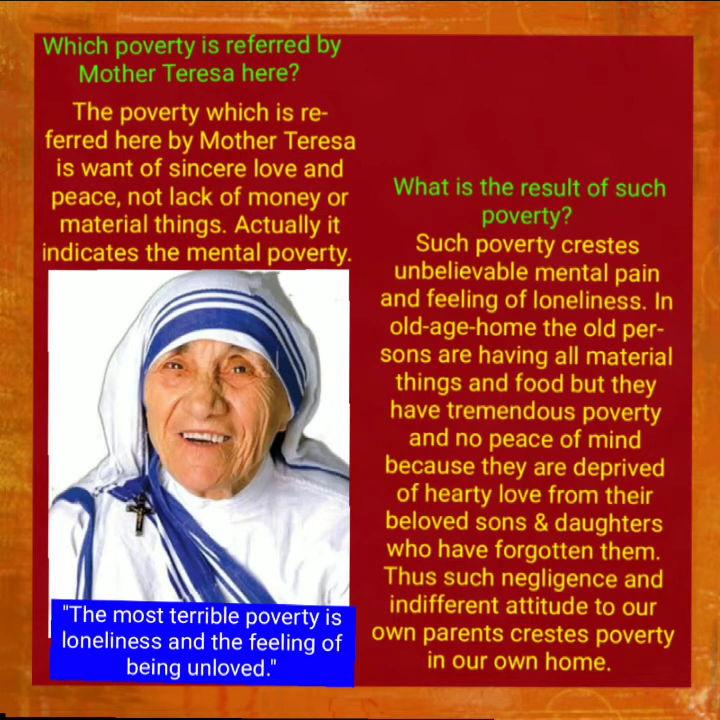 Which poverty is referred by
Mother Teresa here?
The poverty which is re-
ferred here by Mother Teresa
is want of sincere love and
peace, not lack of money or
material things. Actually it
indicates the mental poverty.
"The most terrible poverty is
loneliness and the feeling of
being unloved."
What is the result of such
poverty?
Such poverty crestes
unbelievable mental pain
and feeling of loneliness. In
old-age-home the old per-
sons are having all material
things and food but they
have tremendous poverty
and no peace of mind
because they are deprived
of hearty love from their
beloved sons & daughters
who have forgotten them.
Thus such negligence and
indifferent attitude to our
own parents crestes poverty
in our own home.